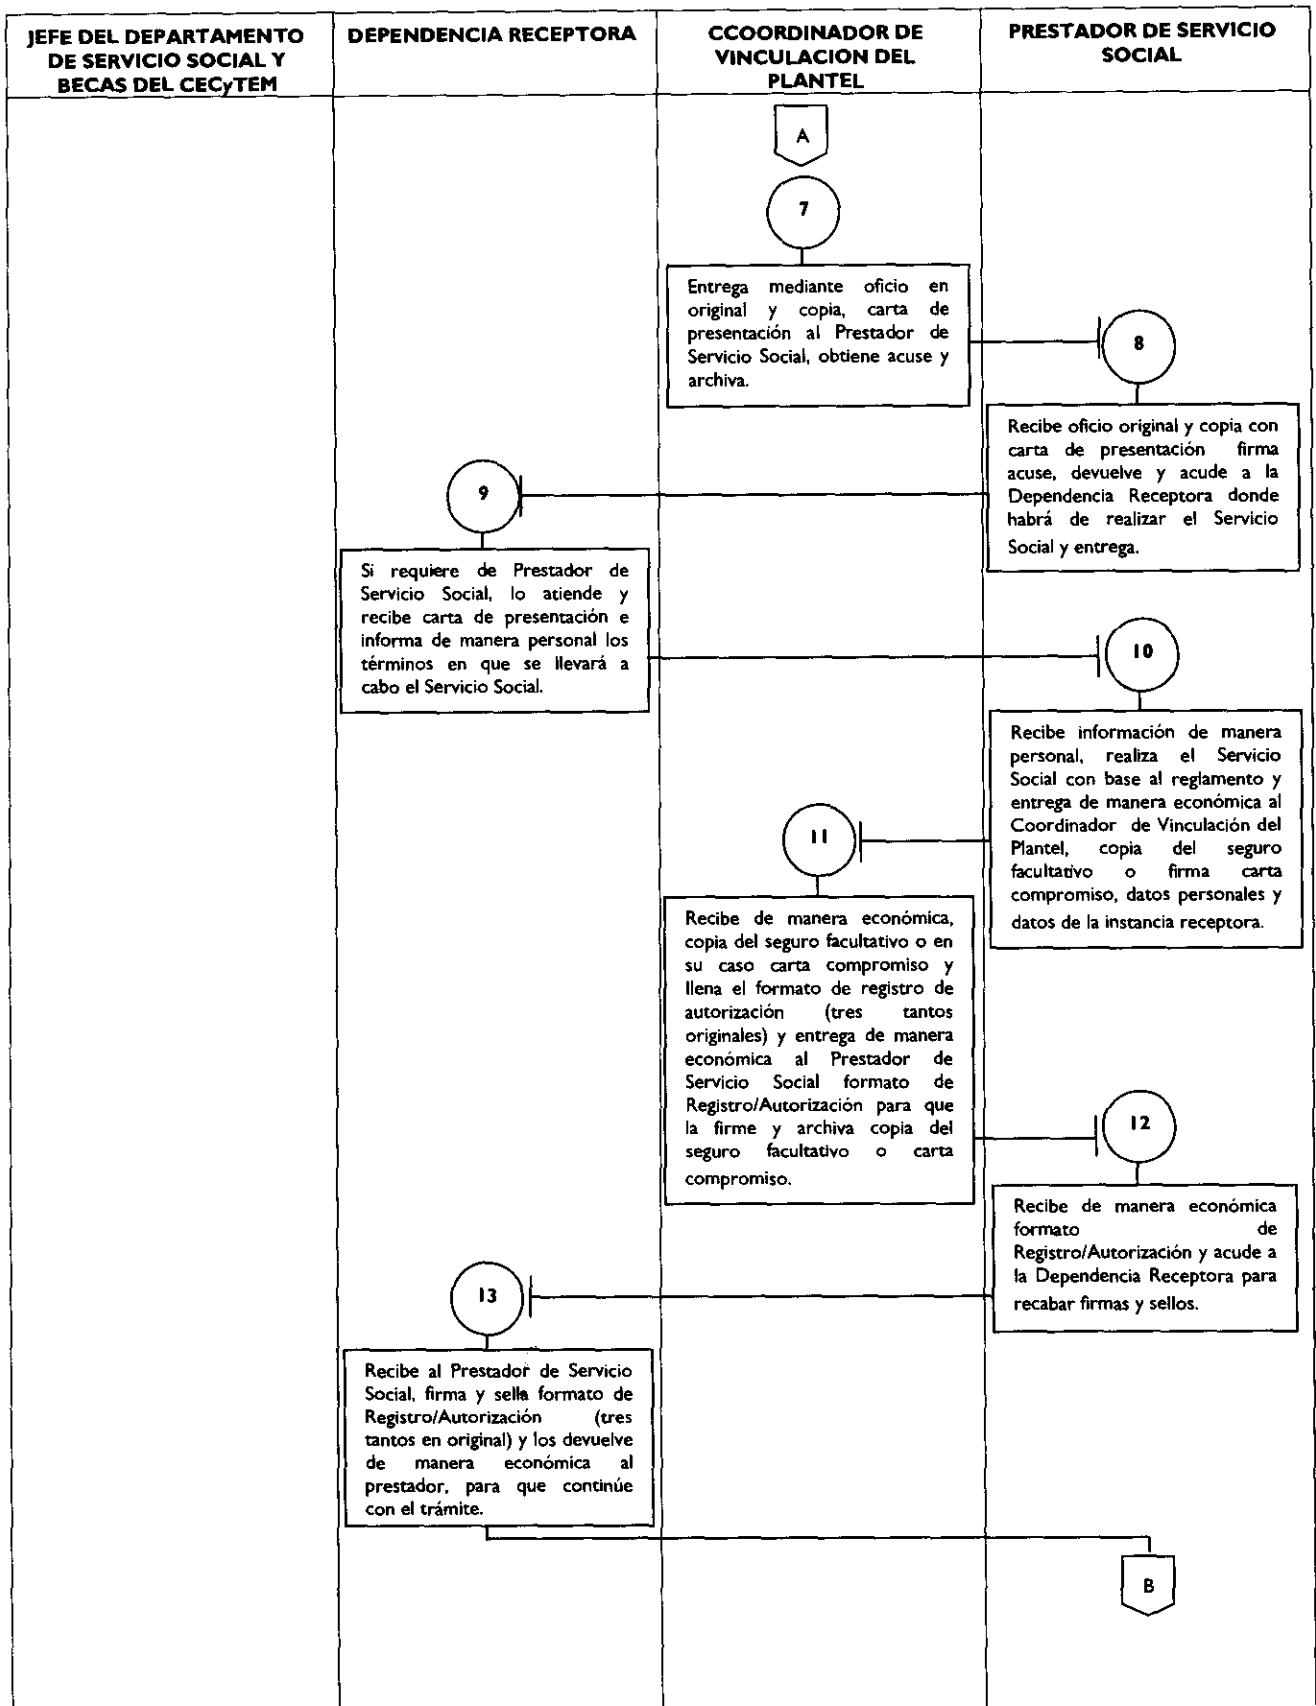 JEFE DEL DEPARTAMENTO
DE SERVICIO SOCIAL Y
BECAS DEL CECyTEM
DEPENDENCIA RECEPTORA
CCOORDINADOR DE
VINCULACION DEL
PLANTEL
PRESTADOR DE SERVICIO
SOCIAL
A
7
Entrega mediante oficio en
original y copia, carta de
presentación al Prestador de
Servicio Social, obtiene acuse y
archiva.
8
Recibe oficio original y copia con
carta de presentación firma
acuse, devuelve y acude a la
Dependencia Receptora donde
habrá de realizar el Servicio
Social y entrega.
9
Si requiere de Prestador de
Servicio Social, lo atiende y
recibe carta de presentación e
informa de manera personal los
términos en que se llevará a
cabo el Servicio Social.
10
Recibe información de manera
personal, realiza el Servicio
Social con base al reglamento y
entrega de manera económica al
Coordinador de Vinculación del
Plantel, copia del seguro
facultativo o firma carta
compromiso, datos personales y
datos de la instancia receptora.
11
Recibe de manera económica,
copia del seguro facultativo o en
su caso carta compromiso y
llena el formato de registro de
autorización (tres tantos
originales) y entrega de manera
económica al Prestador de
Servicio Social formato de
Registro/Autorización para que
la firme y archiva copia del
seguro facultativo o carta
compromiso.
12
Recibe de manera económica
formato de
Registro/Autorización y acude a
la Dependencia Receptora para
recabar firmas y sellos.
13
Recibe al Prestador de Servicio
Social, firma y sella formato de
Registro/Autorización (tres
tantos en original) y los devuelve
de manera económica al
prestador, para que continúe
con el trámite.
B